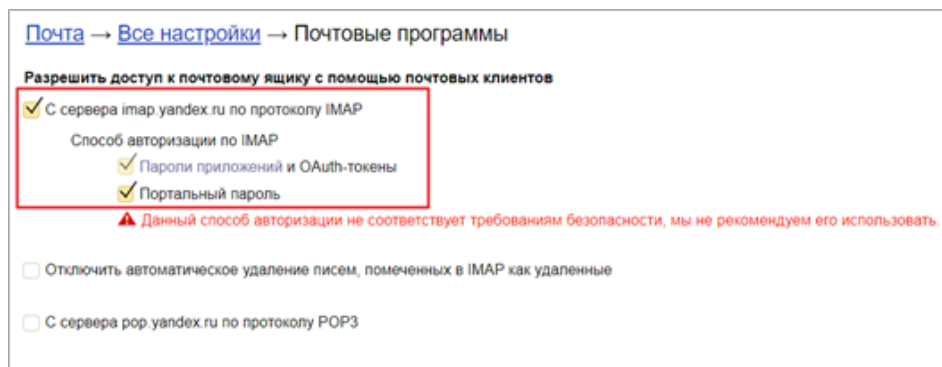 Почта → Все настройки → Почтовые программы
Разрешить доступ к почтовому ящику с помощью почтовых клиентов
С сервера imap.yandex.ru по протоколу IMAP
Способ авторизации по IMAP
Пароли приложений и OAuth-токены
Портальный пароль
Данный способ авторизации не соответствует требованиям безопасности, мы не рекомендуем его использовать.
Отключить автоматическое удаление писем, помеченных в IMAP как удаленные
С сервера pop.yandex.ru по протоколу POP3